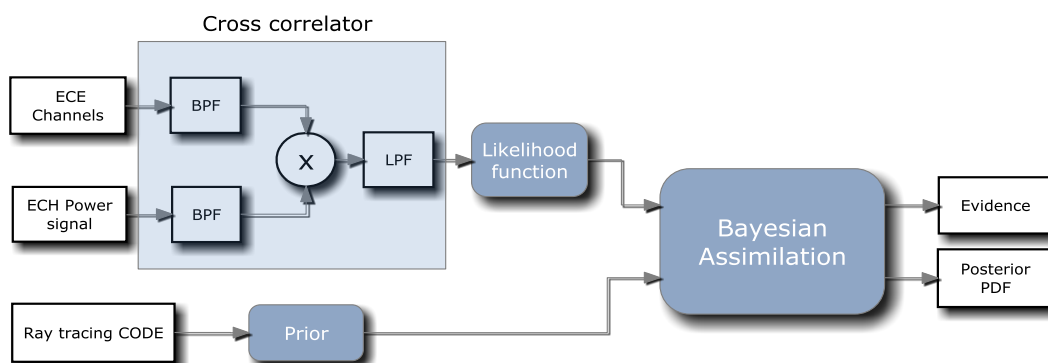 Cross correlator
ECE
Channels
BPF
X
LPF
Likelihood
function
ECH Power
signal
BPF
Bayesian
Assimilation
Evidence
Posterior
PDF
Ray tracing CODE
Prior